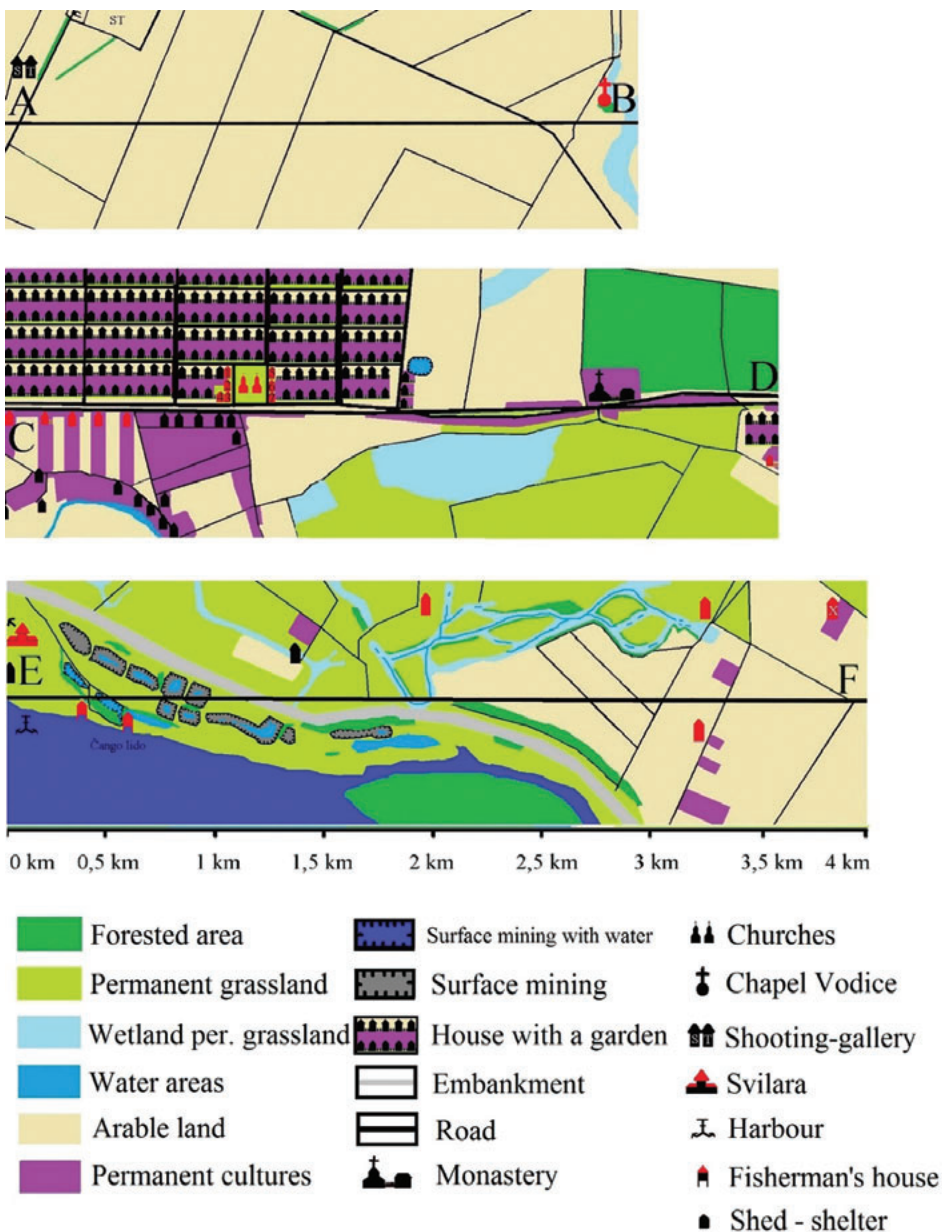 ST
S T
A
B
D
C
X
E
F
Čango lido
0 km 0,5 km 1 km 1,5 km 2 km 2,5 km 3 km 3,5 km 4 km
Forested area
Permanent grassland
Wetland per. grassland
Water areas
Arable land
Permanent cultures
Surface mining with water
Surface mining
House with a garden
Embankment
Road
Monastery
Churches
Chapel Vodice
S T Shooting-gallery
Svilara
Harbour
Fisherman's house
Shed - shelter